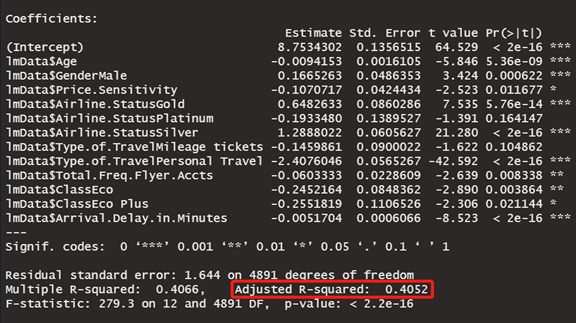 Coefficients:
Estimate Std. Error t value Pr(>|t|)
(Intercept) 8.7534302 0.1356515 64.529 < 2e-16 ***
lmData$Age -0.0094153 0.0016105 -5.846 5.36e-09 ***
lmData$GenderMale 0.1665263 0.0486353 3.424 0.000622 ***
lmData$Price.Sensitivity -0.1070717 0.0424434 -2.523 0.011677 *
lmData$Airline.StatusGold 0.6482633 0.0860286 7.535 5.76e-14 ***
lmData$Airline.StatusPlatinum -0.1933480 0.1389527 -1.391 0.164147
lmData$Airline.StatusSilver 1.2888022 0.0605627 21.280 < 2e-16 ***
lmData$Type.of.TravelMileage tickets -0.1459861 0.0900022 -1.622 0.104862
lmData$Type.of.TravelPersonal Travel -2.4076046 0.0565267 -42.592 < 2e-16 ***
lmData$Total.Freq.Flyer.Accts -0.0603333 0.0228609 -2.639 0.008338 **
lmData$ClassEco -0.2452164 0.0848362 -2.890 0.003864 **
lmData$ClassEco Plus -0.2551819 0.1106526 -2.306 0.021144 *
lmData$Arrival.Delay.in.Minutes -0.0051704 0.0006066 -8.523 < 2e-16 ***
---
Signif. codes: 0 ‘***’ 0.001 ‘**’ 0.01 ‘*’ 0.05 ‘.’ 0.1 ‘ ’ 1
Residual standard error: 1.644 on 4891 degrees of freedom
Multiple R-squared: 0.4066, Adjusted R-squared: 0.4052
F-statistic: 279.3 on 12 and 4891 DF, p-value: < 2.2e-16